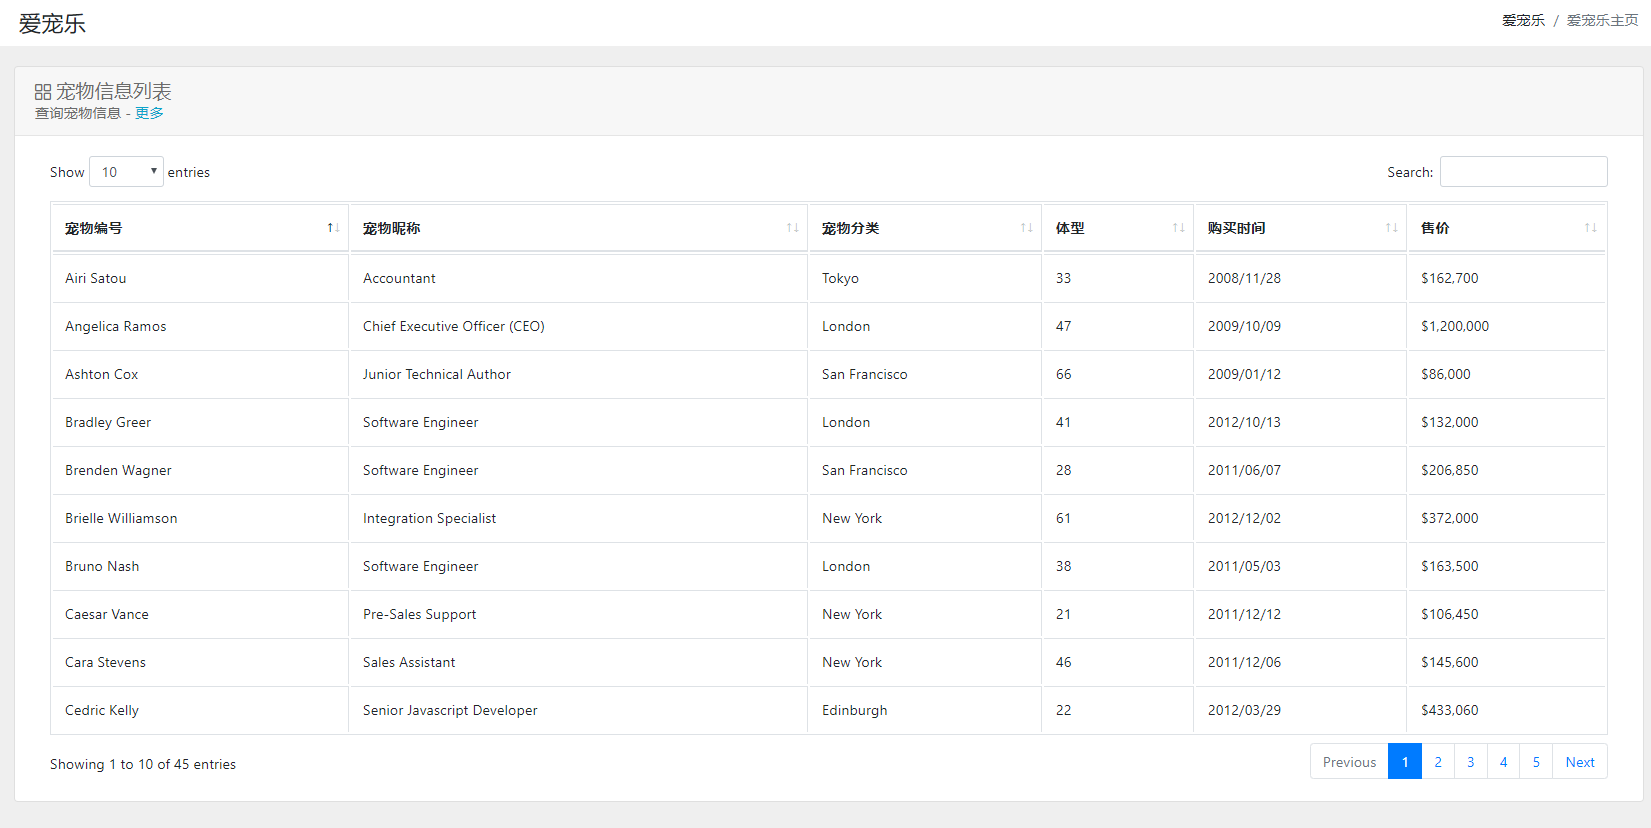 爱宠乐
爱宠乐 / 爱宠乐主页
宠物信息列表
查询宠物信息 - 更多
Show 10 entries Search:
宠物编号 宠物昵称 宠物分类 体型 购买时间 售价
Airi Satou Accountant Tokyo 33 2008/11/28 $162,700
Angelica Ramos Chief Executive Officer (CEO) London 47 2009/10/09 $1,200,000
Ashton Cox Junior Technical Author San Francisco 66 2009/01/12 $86,000
Bradley Greer Software Engineer London 41 2012/10/13 $132,000
Brenden Wagner Software Engineer San Francisco 28 2011/06/07 $206,850
Brielle Williamson Integration Specialist New York 61 2012/12/02 $372,000
Bruno Nash Software Engineer London 38 2011/05/03 $163,500
Caesar Vance Pre-Sales Support New York 21 2011/12/12 $106,450
Cara Stevens Sales Assistant New York 46 2011/12/06 $145,600
Cedric Kelly Senior Javascript Developer Edinburgh 22 2012/03/29 $433,060
Showing 1 to 10 of 45 entries Previous 1 2 3 4 5 Next